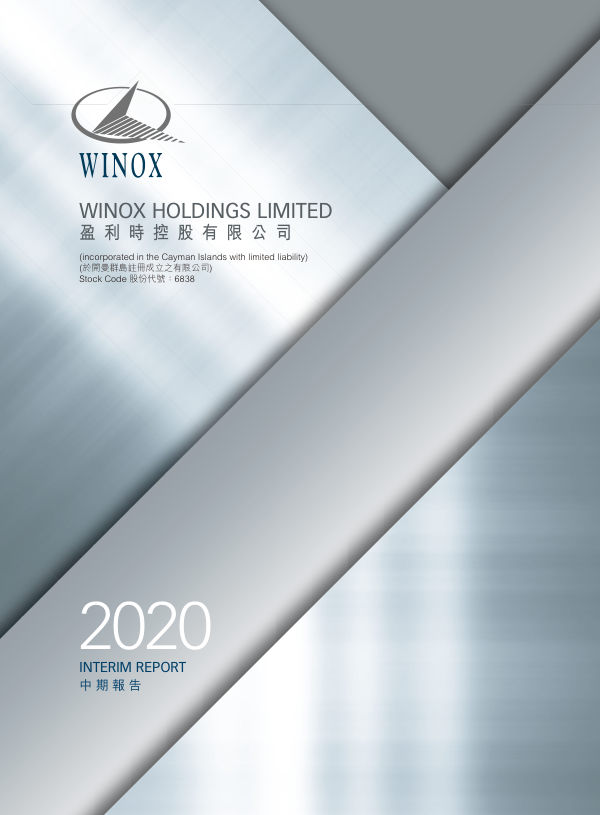 WINOX
WINOX HOLDINGS LIMITED
盈利時控股有限公司
(incorporated in the Cayman Islands with limited liability)
(於開曼群島註冊成立之有限公司)
Stock Code 股份代號：6838
2020
INTERIM REPORT
中期報告